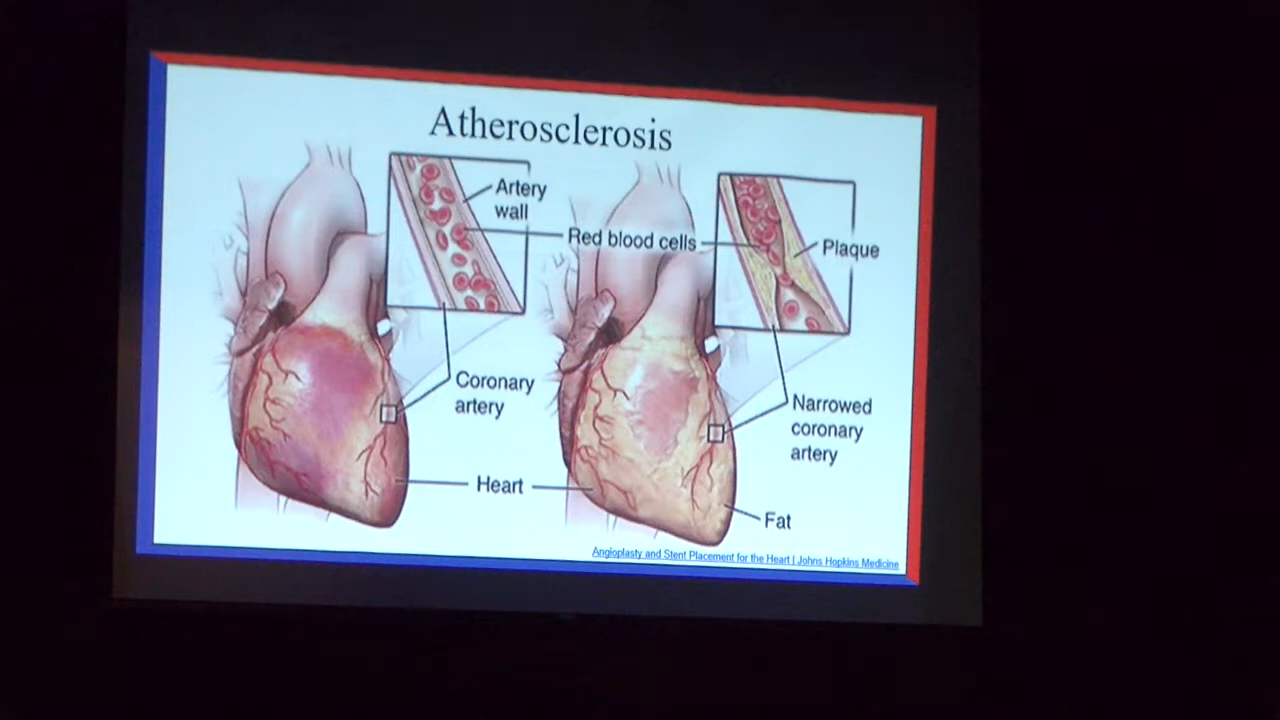 Atherosclerosis
Artery
wall
Red blood cells
Plaque
Coronary
artery
Narrowed
coronary
artery
Heart
Fat
Angioplasty and Stent Placement for the Heart | Johns Hopkins Medicine